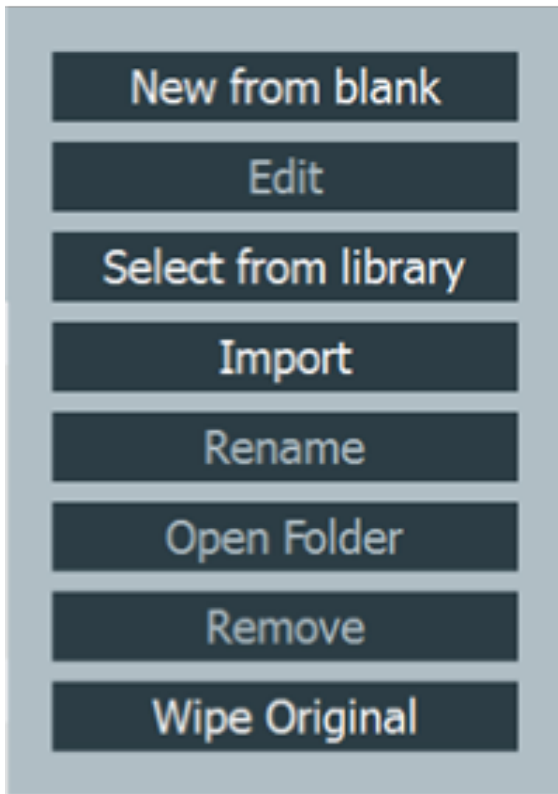 New from blank
Edit
Select from library
Import
Rename
Open Folder
Remove
Wipe Original